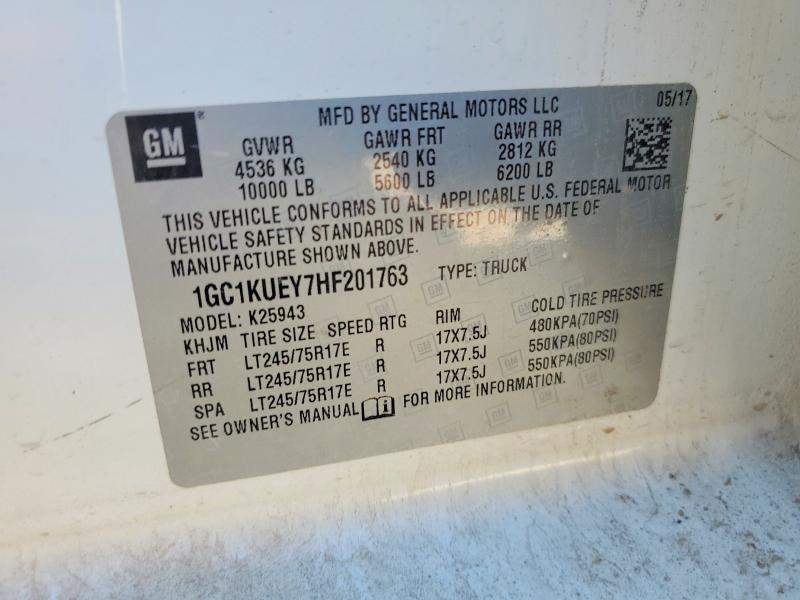 GM ®
MFD BY GENERAL MOTORS LLC 05/17
GVWR GAWR FRT GAWR RR
4536 KG 2540 KG 2812 KG
10000 LB 5600 LB 6200 LB
THIS VEHICLE CONFORMS TO ALL APPLICABLE U.S. FEDERAL MOTOR
VEHICLE SAFETY STANDARDS IN EFFECT ON THE DATE OF
MANUFACTURE SHOWN ABOVE.
1GC1KUEY7HF201763 TYPE: TRUCK
MODEL: K25943
KHJM TIRE SIZE SPEED RTG RIM COLD TIRE PRESSURE
FRT LT245/75R17E R 17X7.5J 480KPA(70PSI)
RR LT245/75R17E R 17X7.5J 550KPA(80PSI)
SPA LT245/75R17E R 17X7.5J 550KPA(80PSI)
SEE OWNER'S MANUAL FOR MORE INFORMATION.